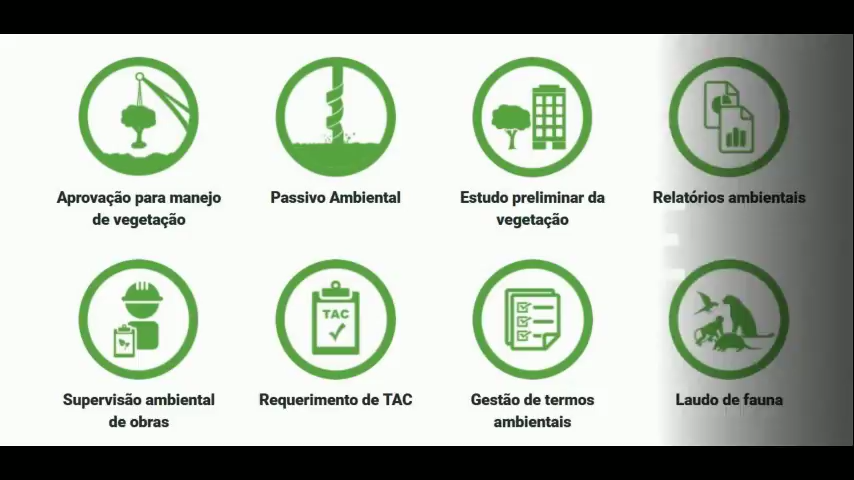 Aprovação para manejo
de vegetação
Passivo Ambiental
Estudo preliminar da
vegetação
Relatórios ambientais
Supervisão ambiental
de obras
TAC
Requerimento de TAC
Gestão de termos
ambientais
Laudo de fauna